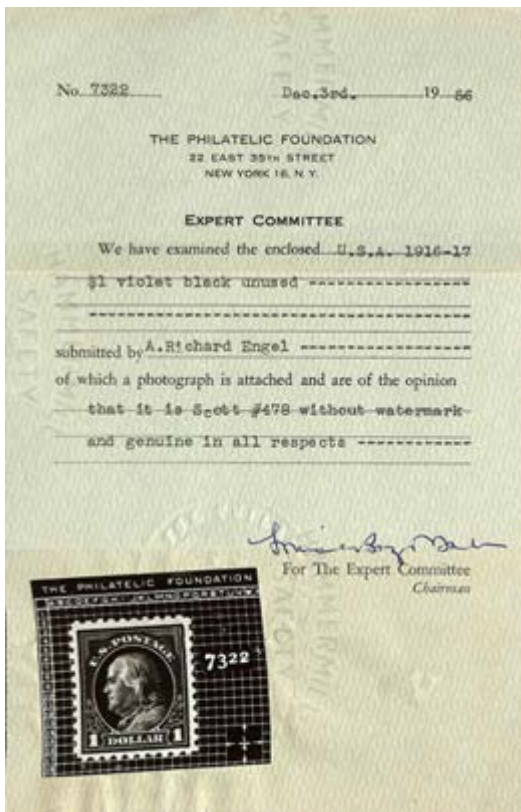 No. 7322 Dec.3rd. 19 56
THE PHILATELIC FOUNDATION
22 EAST 35TH STREET
NEW YORK 16, N. Y.
EXPERT COMMITTEE
We have examined the enclosed U.S.A. 1916-17
$1 violet black unused ----------------
submitted by A.Richard Engel -----------------
of which a photograph is attached and are of the opinion
that it is Scott #478 without watermark
and genuine in all respects ------------
For The Expert Committee
Chairman
THE PHILATELIC FOUNDATION
7322
U.S. POSTAGE
1 DOLLAR 1
HAMMERMILL
SAFETY